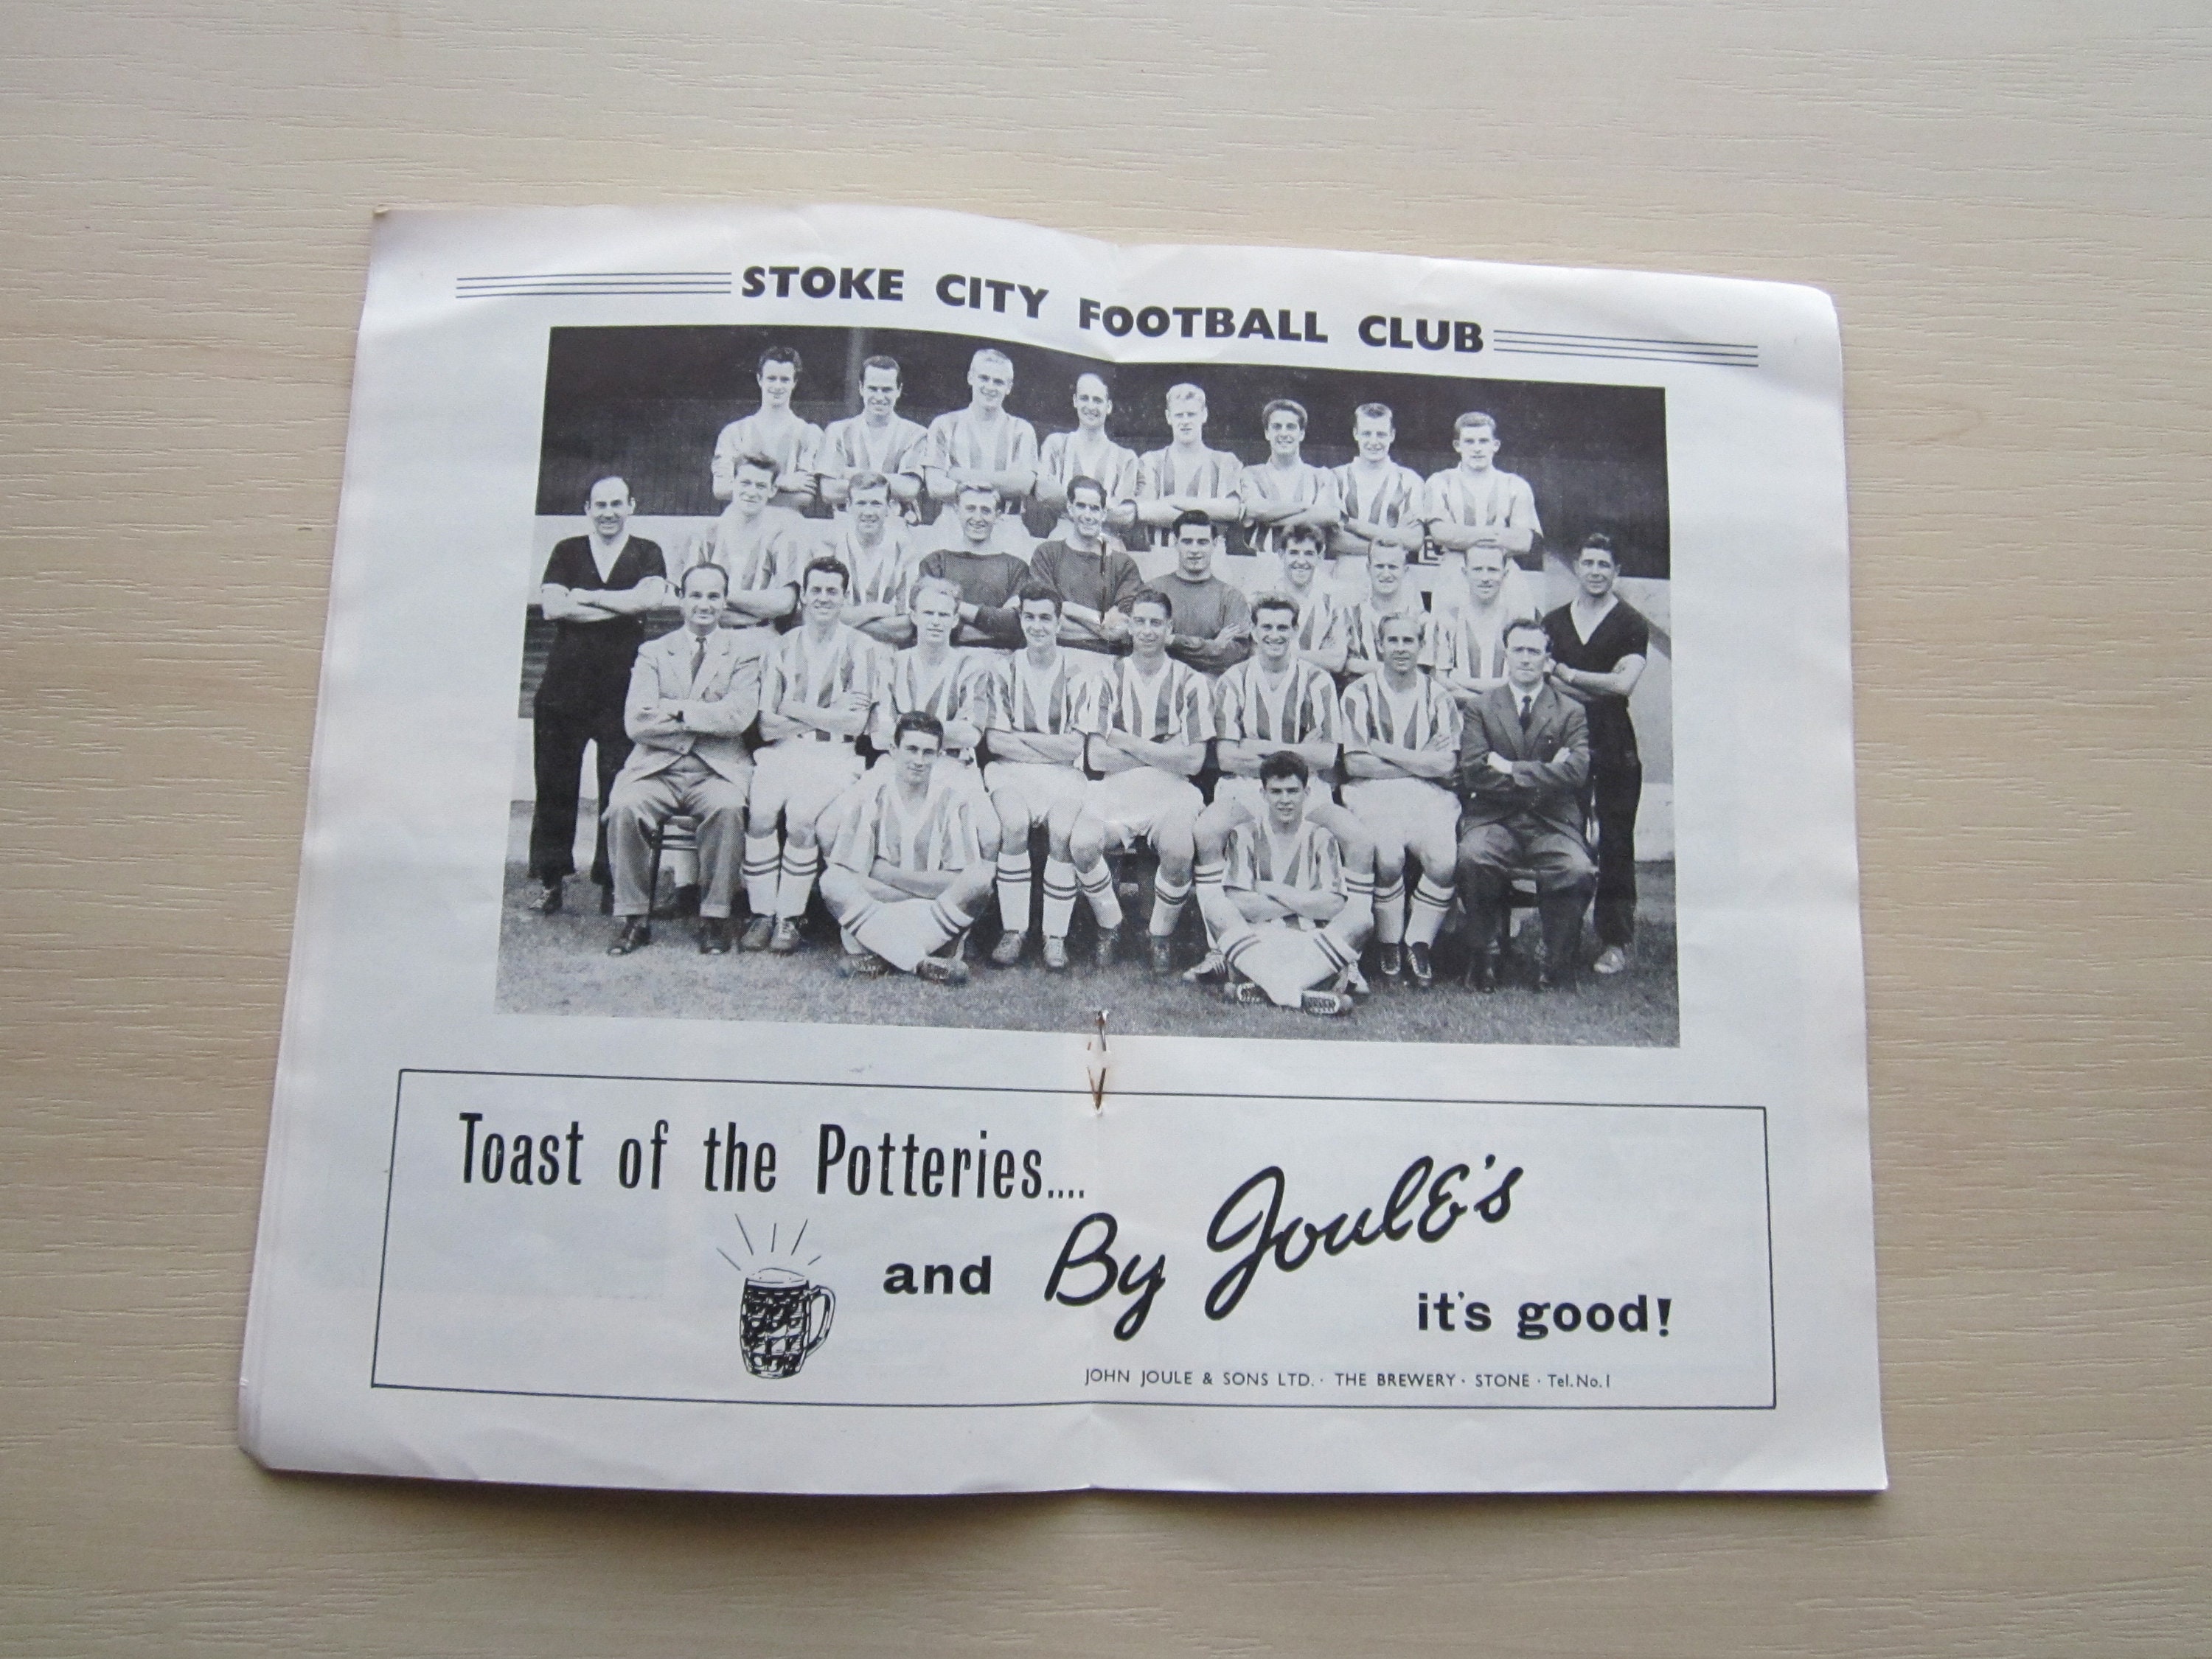 STOKE CITY FOOTBALL CLUB
Toast of the Potteries....
and By Joule's
it's good!
JOHN JOULE & SONS LTD. · THE BREWERY · STONE · Tel. No. 1